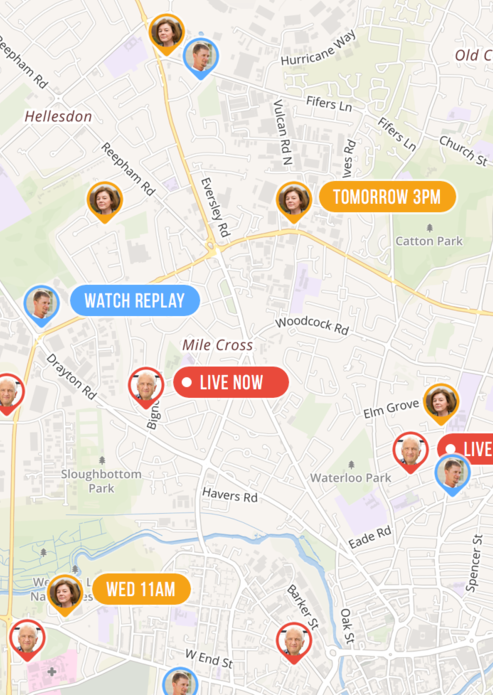 Hurricane Way
Old C
Reepham Rd
Fifers Ln
Hellesdon
Vulcan Rd N
Fifers Ln
Church St
Reepham Rd
Ives Rd
Eversley Rd
TOMORROW 3PM
Catton Park
WATCH REPLAY
Woodcock Rd
Mile Cross
Drayton Rd
LIVE NOW
Bign
Elm Grove
LIVE
Sloughbottom
Park
Waterloo Park
Havers Rd
Eade Rd
Spencer St
WED 11AM
Barker St
Oak St
W End St